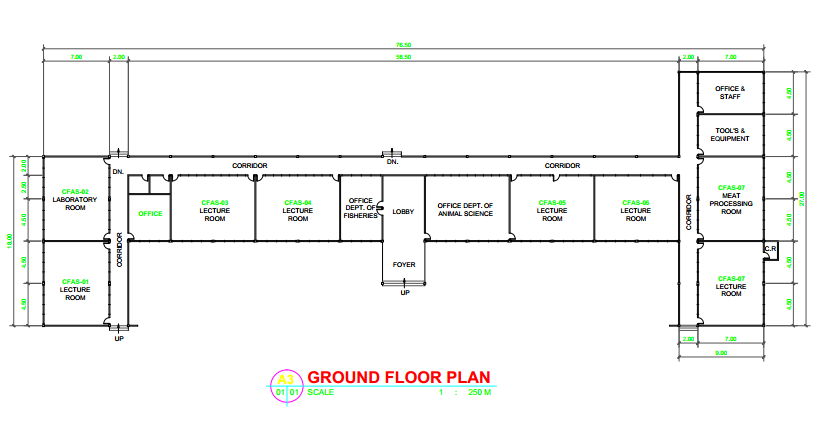 76.50
7.00
2.00
58.50
2.00
7.00
OFFICE &
STAFF
4.50
TOOL'S &
EQUIPMENT
4.50
DN.
CORRIDOR
DN.
CORRIDOR
2.00
2.50
4.50
18.00
4.50
4.50
CFAS-02
LABORATORY
ROOM
OFFICE
CFAS-03
LECTURE
ROOM
CFAS-04
LECTURE
ROOM
OFFICE
DEPT. OF
FISHERIES
LOBBY
OFFICE DEPT. OF
ANIMAL SCIENCE
CFAS-05
LECTURE
ROOM
CFAS-06
LECTURE
ROOM
CORRIDOR
CFAS-07
MEAT
PROCESSING
ROOM
4.50
4.50
27.00
CORRIDOR
C.R
FOYER
CFAS-01
LECTURE
ROOM
CFAS-07
LECTURE
ROOM
4.50
4.50
UP
UP
2.00
7.00
9.00
A3
01 01
GROUND FLOOR PLAN
SCALE 1 : 250 M